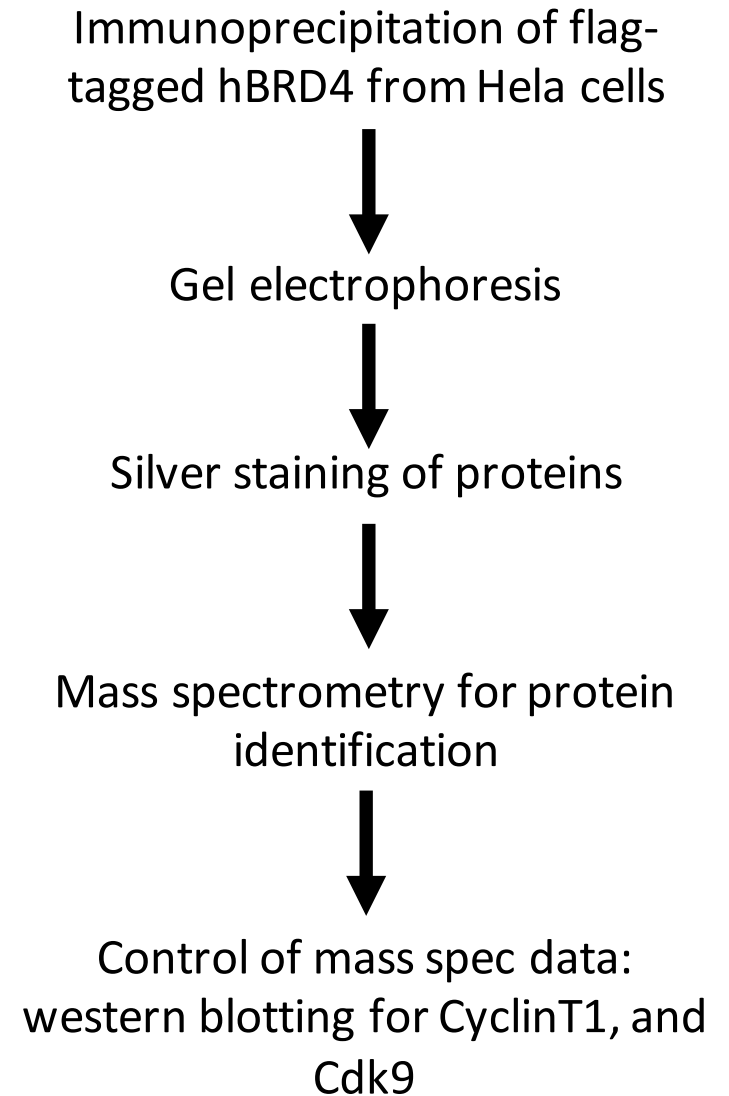 Immunoprecipitation of flag-
tagged hBRD4 from Hela cells
Gel electrophoresis
Silver staining of proteins
Mass spectrometry for protein
identification
Control of mass spec data:
western blotting for CyclinT1, and
Cdk9